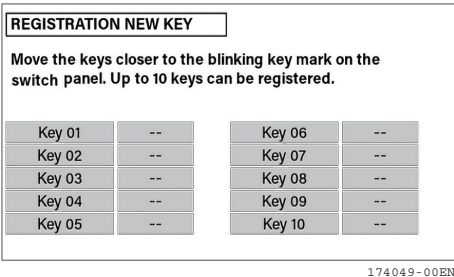 REGISTRATION NEW KEY
Move the keys closer to the blinking key mark on the
switch panel. Up to 10 keys can be registered.
Key 01 -- Key 06 --
Key 02 -- Key 07 --
Key 03 -- Key 08 --
Key 04 -- Key 09 --
Key 05 -- Key 10 --
174049-00EN